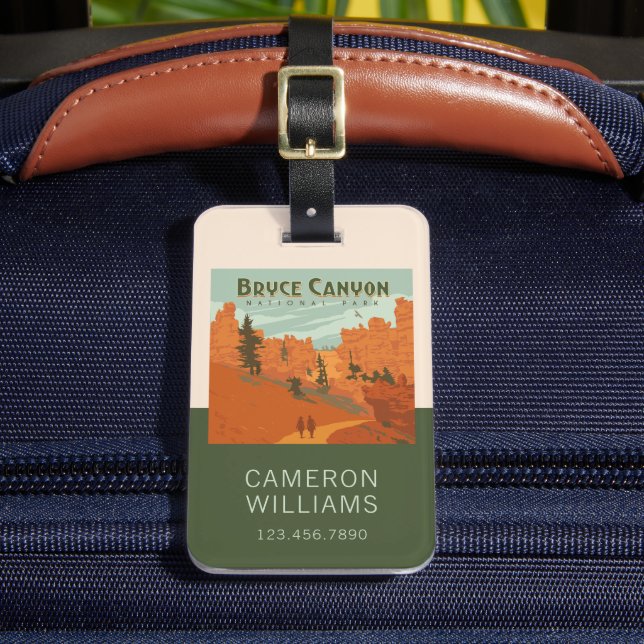 BRYCE CANYON
NATIONAL PARK
CAMERON
WILLIAMS
123.456.7890